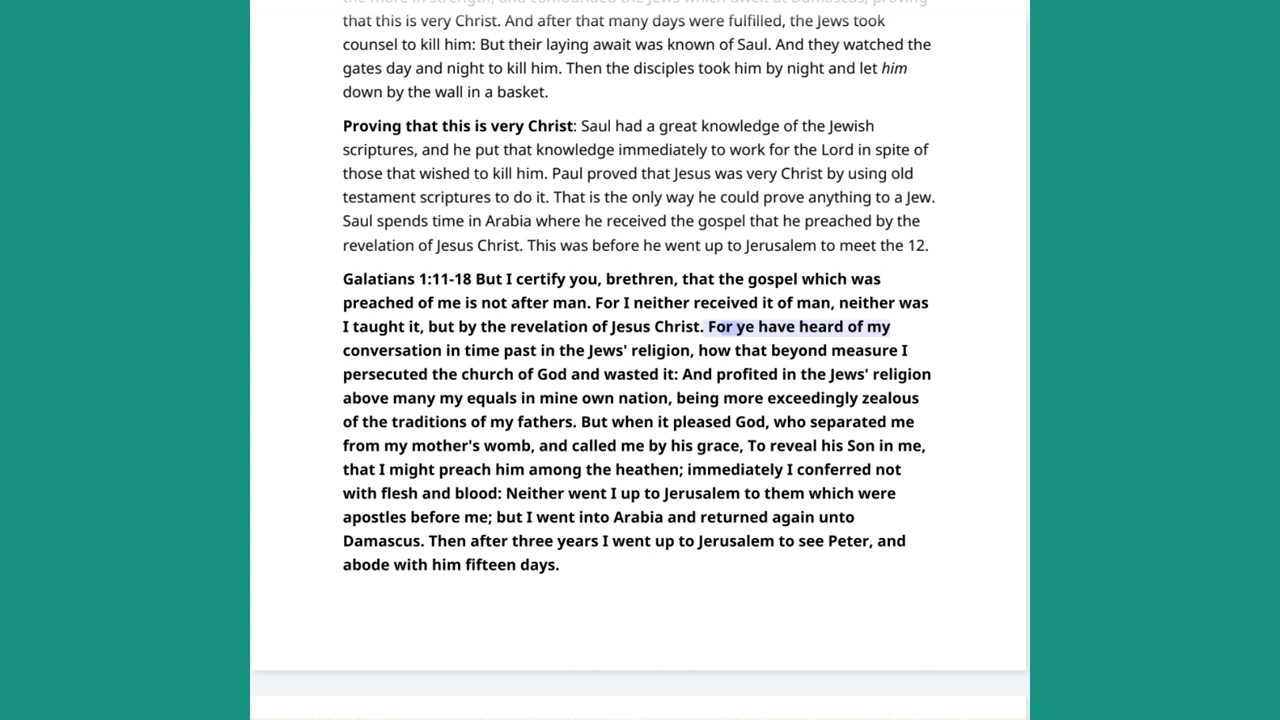 the more in strength, and confounded the Jews which dwelt at Damascus, proving
that this is very Christ. And after that many days were fulfilled, the Jews took
counsel to kill him: But their laying await was known of Saul. And they watched the
gates day and night to kill him. Then the disciples took him by night and let him
down by the wall in a basket.
Proving that this is very Christ: Saul had a great knowledge of the Jewish
scriptures, and he put that knowledge immediately to work for the Lord in spite of
those that wished to kill him. Paul proved that Jesus was very Christ by using old
testament scriptures to do it. That is the only way he could prove anything to a Jew.
Saul spends time in Arabia where he received the gospel that he preached by the
revelation of Jesus Christ. This was before he went up to Jerusalem to meet the 12.
Galatians 1:11-18 But I certify you, brethren, that the gospel which was
preached of me is not after man. For I neither received it of man, neither was
I taught it, but by the revelation of Jesus Christ. For ye have heard of my
conversation in time past in the Jews' religion, how that beyond measure I
persecuted the church of God and wasted it: And profited in the Jews' religion
above many my equals in mine own nation, being more exceedingly zealous
of the traditions of my fathers. But when it pleased God, who separated me
from my mother's womb, and called me by his grace, To reveal his Son in me,
that I might preach him among the heathen; immediately I conferred not
with flesh and blood: Neither went I up to Jerusalem to them which were
apostles before me; but I went into Arabia and returned again unto
Damascus. Then after three years I went up to Jerusalem to see Peter, and
abode with him fifteen days.